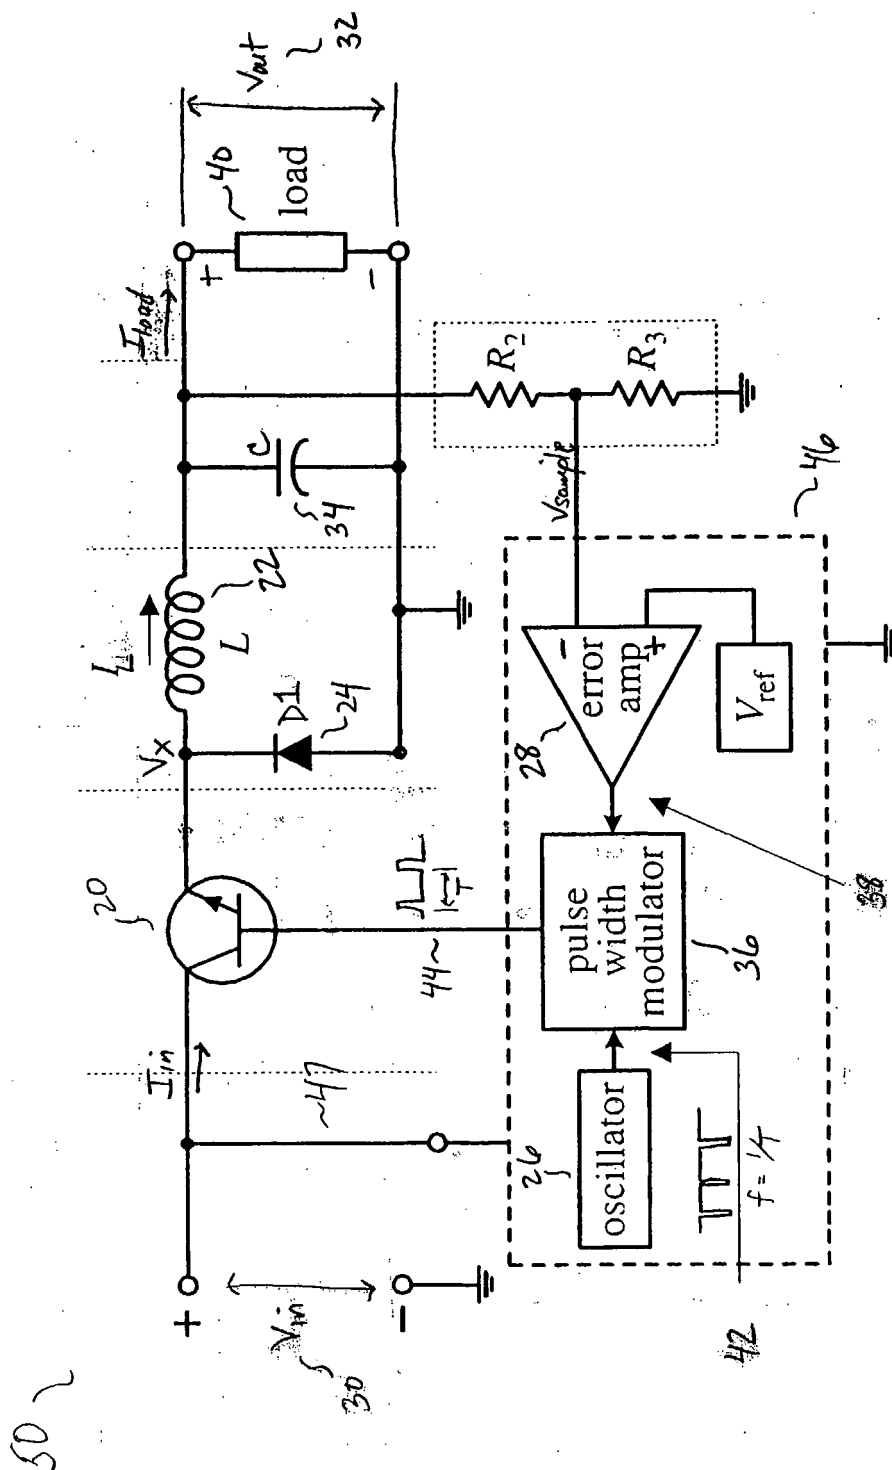 50
+
Vin
30
-
Iin
47
20
44
T
Vx
D1
24
IL
L
22
C
34
Iload
+
-
40
load
Vout
32
R2
R3
Vsample
46
28
-
error
amp
+
Vref
38
pulse
width
modulator
36
26
oscillator
f = 1/T
42